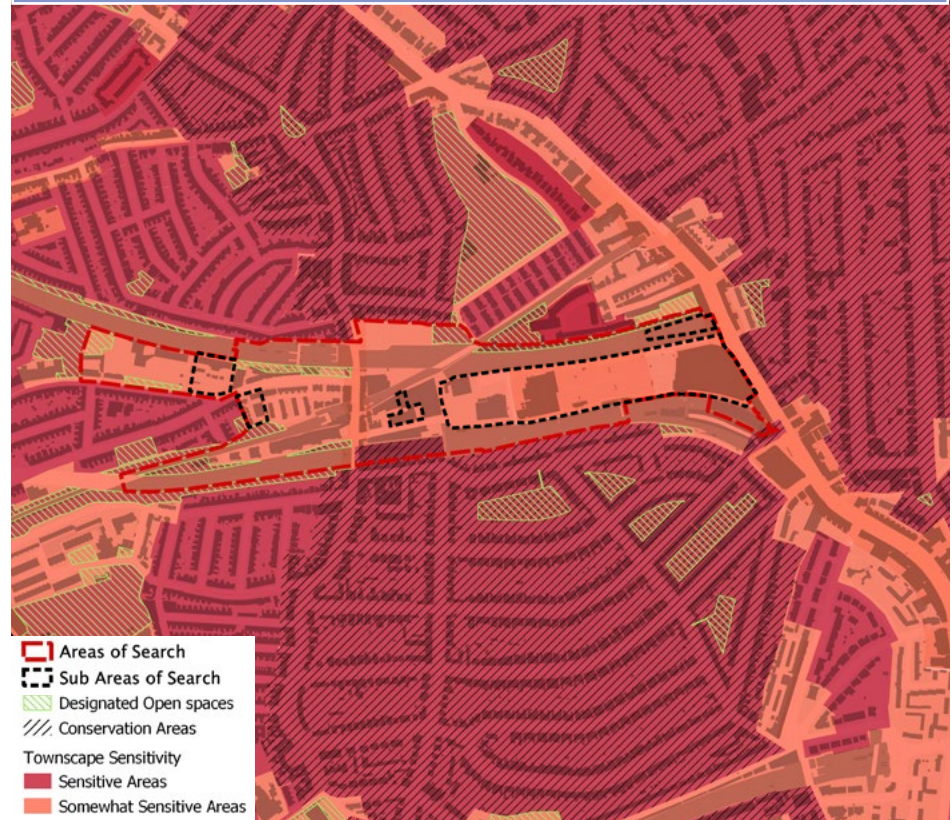 Areas of Search
Sub Areas of Search
Designated Open spaces
Conservation Areas
Townscape Sensitivity
Sensitive Areas
Somewhat Sensitive Areas